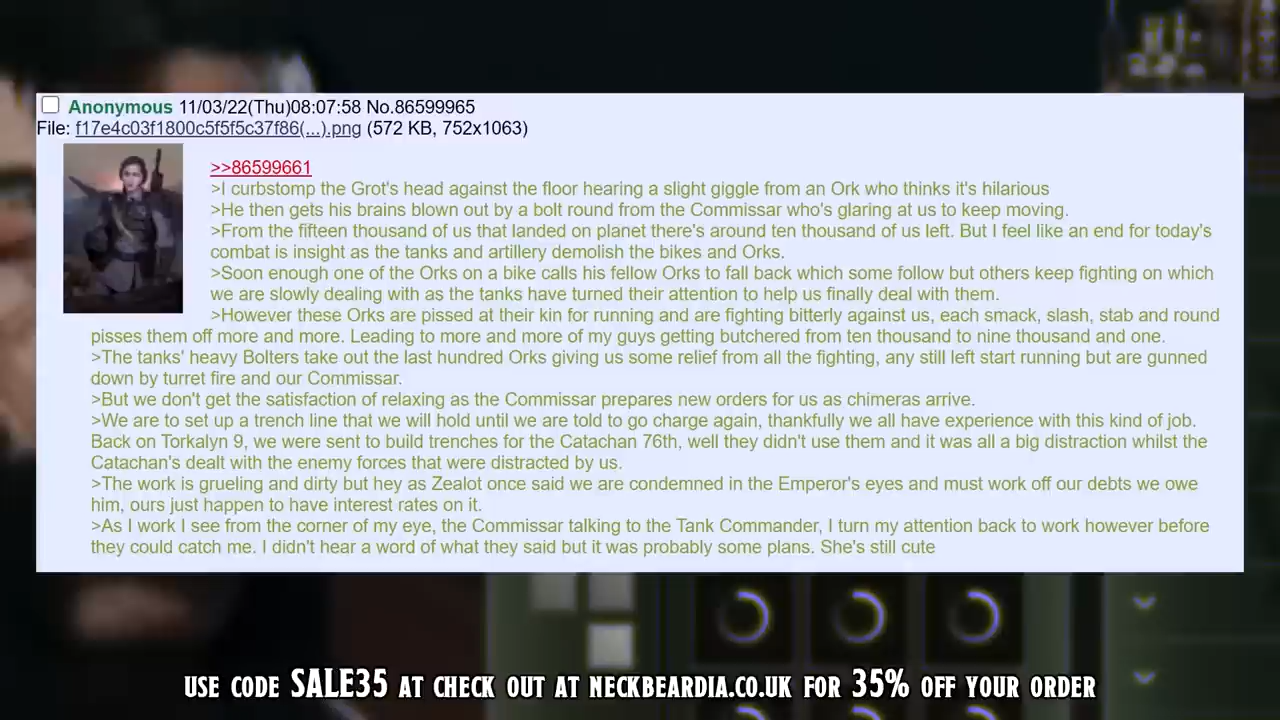 Anonymous 11/03/22(Thu)08:07:58 No.86599965
File: f17e4c03f1800c5f5f5c37f86(...).png (572 KB, 752x1063)
>>86599661
>I curbstomp the Grot's head against the floor hearing a slight giggle from an Ork who thinks it's hilarious
>He then gets his brains blown out by a bolt round from the Commissar who's glaring at us to keep moving.
>From the fifteen thousand of us that landed on planet there's around ten thousand of us left. But I feel like an end for today's
combat is insight as the tanks and artillery demolish the bikes and Orks.
>Soon enough one of the Orks on a bike calls his fellow Orks to fall back which some follow but others keep fighting on which
we are slowly dealing with as the tanks have turned their attention to help us finally deal with them.
>However these Orks are pissed at their kin for running and are fighting bitterly against us, each smack, slash, stab and round
pisses them off more and more. Leading to more and more of my guys getting butchered from ten thousand to nine thousand and one.
>The tanks' heavy Bolters take out the last hundred Orks giving us some relief from all the fighting, any still left start running but are gunned
down by turret fire and our Commissar.
>But we don't get the satisfaction of relaxing as the Commissar prepares new orders for us as chimeras arrive.
>We are to set up a trench line that we will hold until we are told to go charge again, thankfully we all have experience with this kind of job.
Back on Torkalyn 9, we were sent to build trenches for the Catachan 76th, well they didn't use them and it was all a big distraction whilst the
Catachan's dealt with the enemy forces that were distracted by us.
>The work is grueling and dirty but hey as Zealot once said we are condemned in the Emperor's eyes and must work off our debts we owe
him, ours just happen to have interest rates on it.
>As I work I see from the corner of my eye, the Commissar talking to the Tank Commander, I turn my attention back to work however before
they could catch me. I didn't hear a word of what they said but it was probably some plans. She's still cute
USE CODE SALE35 AT CHECK OUT AT NECKBEARDIA.CO.UK FOR 35% OFF YOUR ORDER